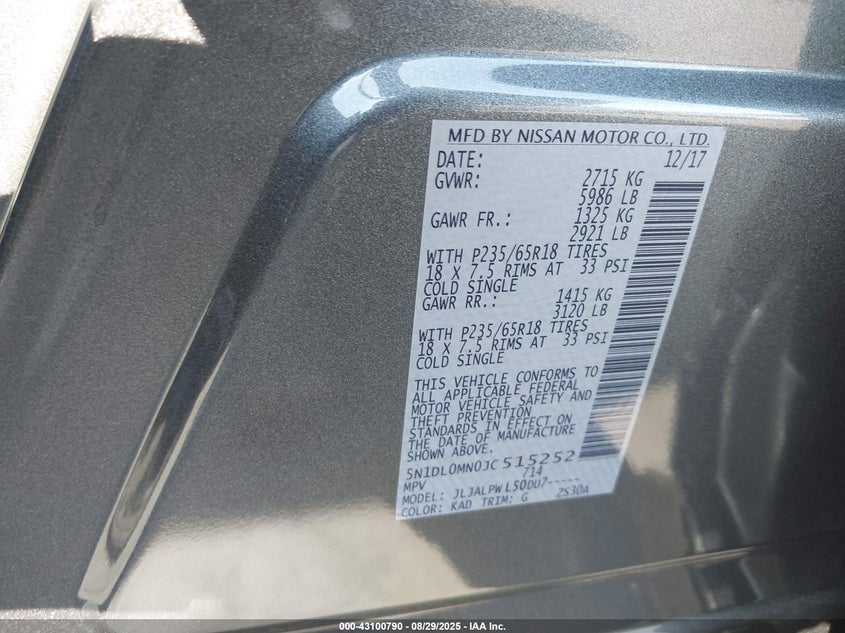 MFD BY NISSAN MOTOR CO., LTD.
DATE: 12/17
GVWR: 2715 KG
5986 LB
GAWR FR.: 1325 KG
2921 LB
WITH P235/65R18 TIRES
18 X 7.5 RIMS AT 33 PSI
COLD SINGLE
GAWR RR.: 1415 KG
3120 LB
WITH P235/65R18 TIRES
18 X 7.5 RIMS AT 33 PSI
COLD SINGLE
THIS VEHICLE CONFORMS TO
ALL APPLICABLE FEDERAL
MOTOR VEHICLE SAFETY AND
THEFT PREVENTION
STANDARDS IN EFFECT ON
THE DATE OF MANUFACTURE
SHOWN ABOVE.
5N1DL0MN0JC515252
MPV 714
MODEL: JLJALPWL50DU7-----
COLOR: KAD TRIM: G ZS30A
000-43100790 - 08/29/2025 - IAA Inc.